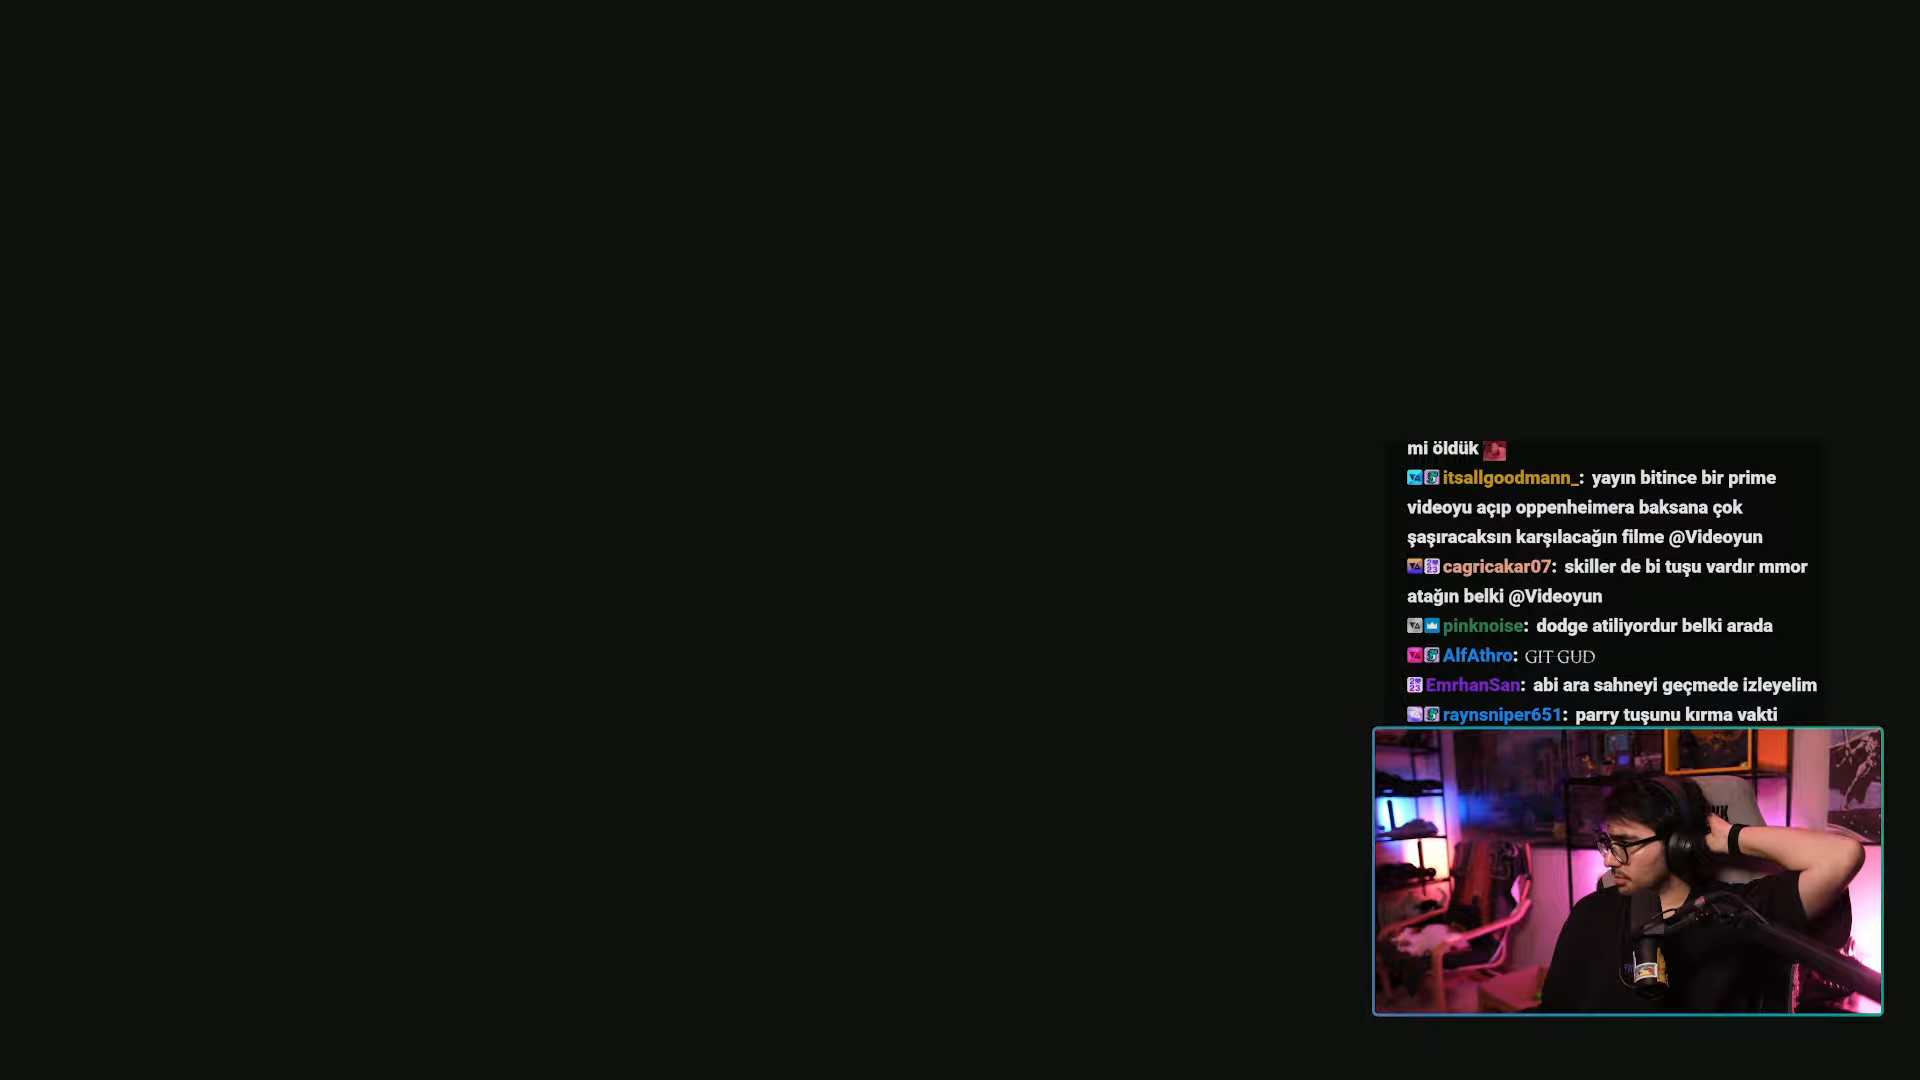 mi öldük
itsallgoodmann_: yayın bitince bir prime
videoyu açıp oppenheimera baksana çok
şaşıracaksın karşılacağın filme @Videoyun
cagricakar07: skiller de bi tuşu vardır mmor
atağın belki @Videoyun
pinknoise: dodge atiliyordur belki arada
AlfAthro: GIT GUD
EmrhanSan: abi ara sahneyi geçmede izleyelim
raynsniper651: parry tuşunu kırma vakti